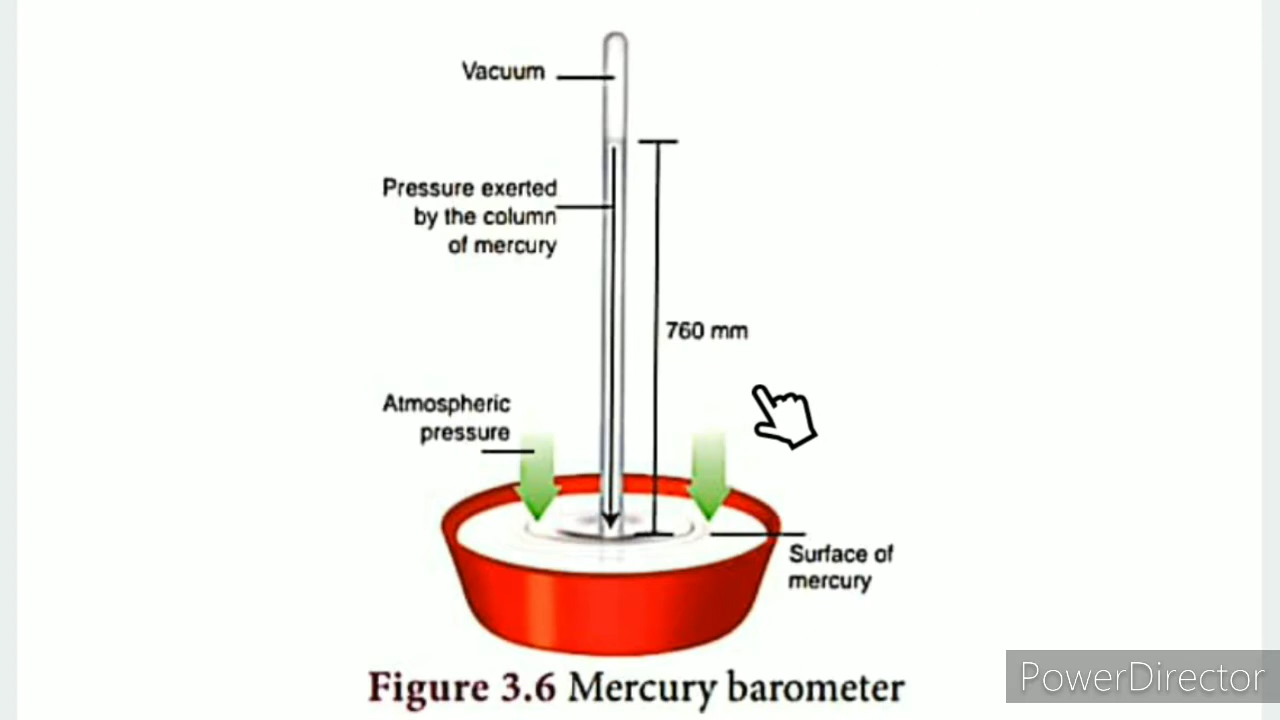 Vacuum
Pressure exerted
by the column
of mercury
760 mm
Atmospheric
pressure
Surface of
mercury
Figure 3.6 Mercury barometer
PowerDirector